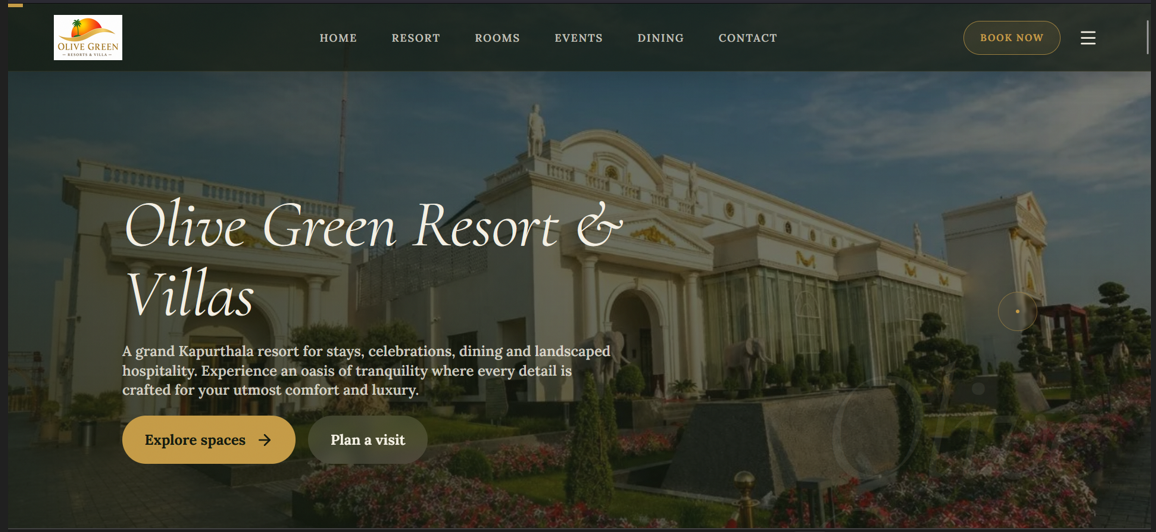 OLIVE GREEN
RESORTS & VILLA
HOME RESORT ROOMS EVENTS DINING CONTACT
BOOK NOW
Olive Green Resort &
Villas
A grand Kapurthala resort for stays, celebrations, dining and landscaped
hospitality. Experience an oasis of tranquility where every detail is
crafted for your utmost comfort and luxury.
Explore spaces → Plan a visit